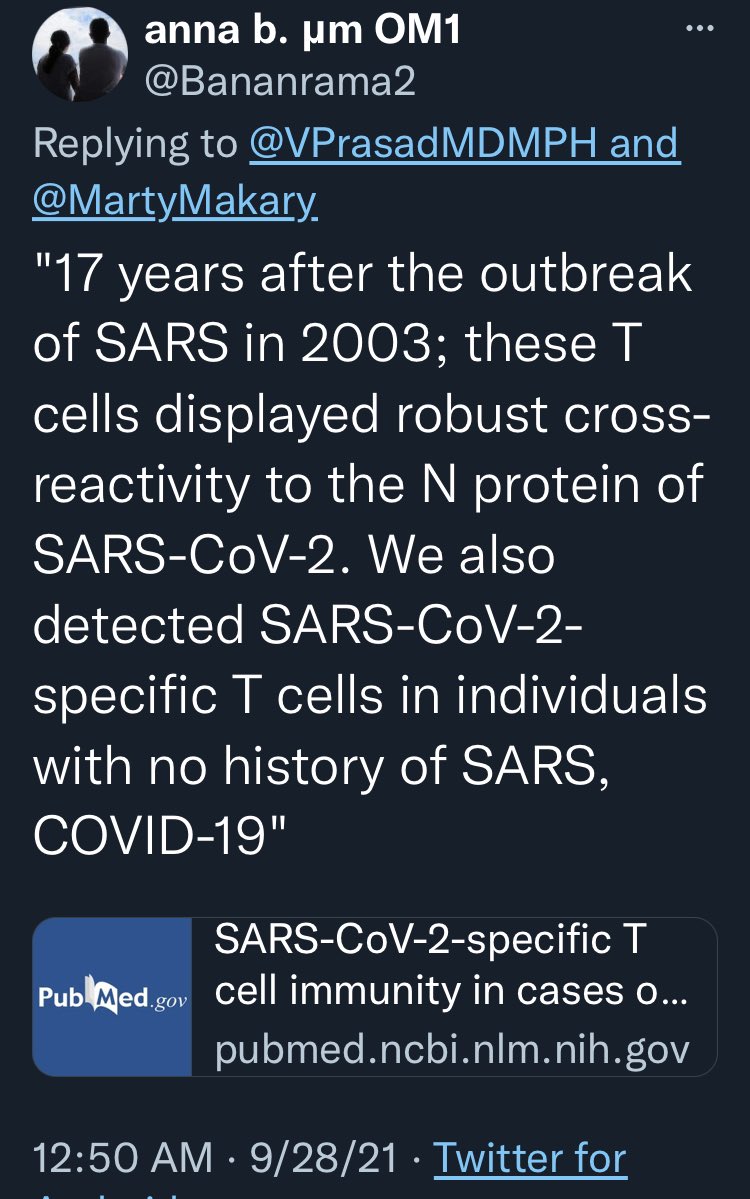 anna b. µm OM1
@Bananrama2
Replying to @VPrasadMDMPH and
@MartyMakary
"17 years after the outbreak
of SARS in 2003; these T
cells displayed robust cross-
reactivity to the N protein of
SARS-CoV-2. We also
detected SARS-CoV-2-
specific T cells in individuals
with no history of SARS,
COVID-19"
PubMed.gov
SARS-CoV-2-specific T
cell immunity in cases o...
pubmed.ncbi.nlm.nih.gov
12:50 AM · 9/28/21 · Twitter for